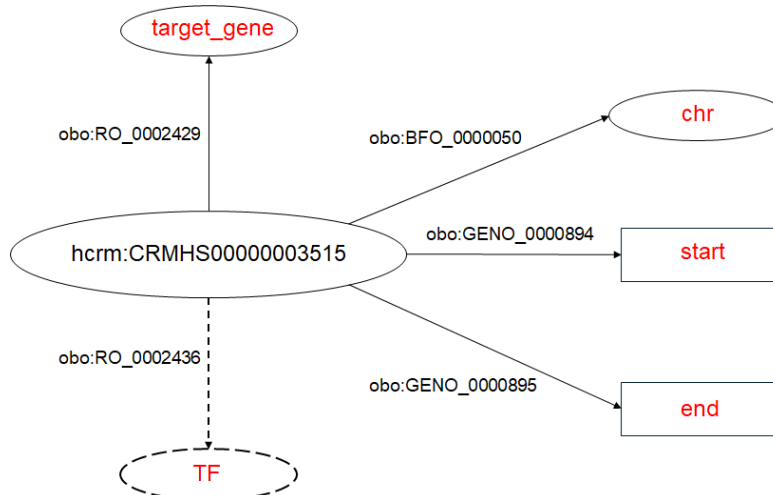 target_gene
obo:RO_0002429
chr
obo:BFO_0000050
obo:GENO_0000894
hcrm:CRMHS00000003515
start
obo:RO_0002436
obo:GENO_0000895
end
TF